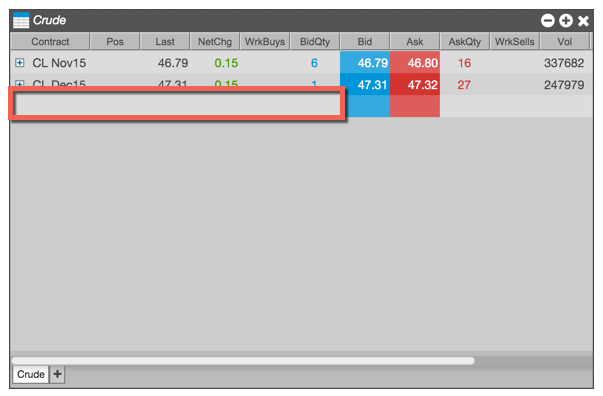 Crude
Contract Pos Last NetChg WrkBuys BidQty Bid Ask AskQty WrkSells Vol
CL Nov15 46.79 0.15 6 46.79 46.80 16 337682
CL Dec15 47.31 0.15 1 47.31 47.32 27 247979
Crude +